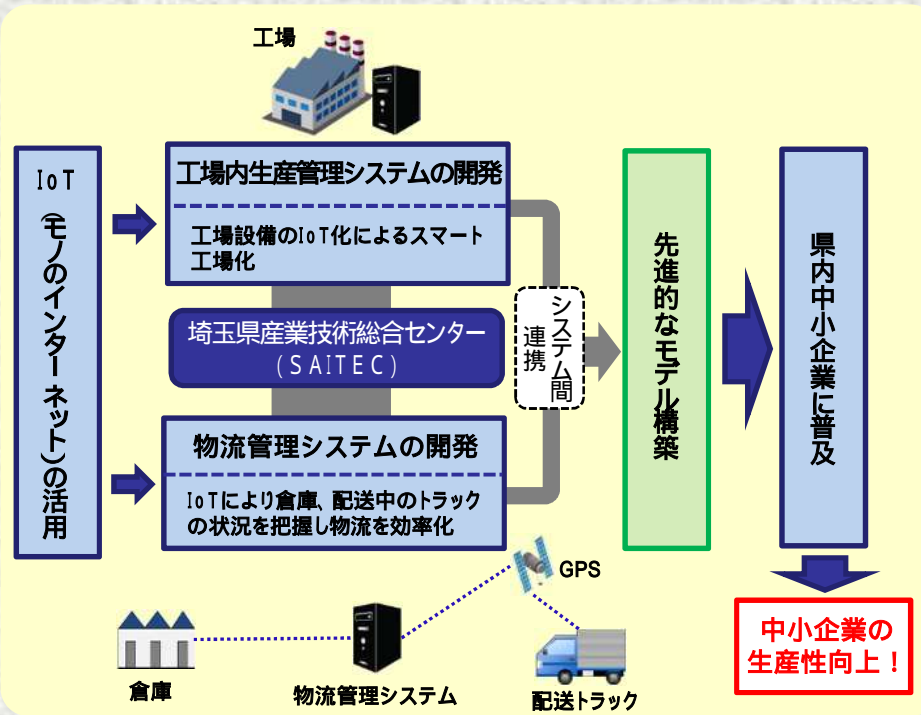 工場
IoT
(モノのインターネット)の活用
工場内生産管理システムの開発
工場設備のIoT化によるスマート
工場化
埼玉県産業技術総合センター
(SAITEC)
物流管理システムの開発
IoTにより倉庫、配送中のトラック
の状況を把握し物流を効率化
システム間
連携
先進的なモデル構築
県内中小企業に普及
中小企業の
生産性向上！
GPS
倉庫
物流管理システム
配送トラック